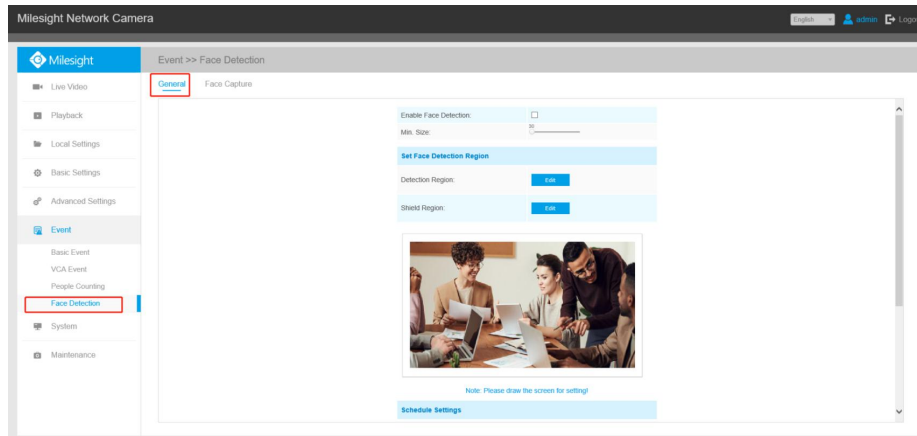 Milesight Network Camera
English
admin
Logo
Milesight
Event >> Face Detection
Live Video
General
Face Capture
Playback
Enable Face Detection:
Min. Size:
Local Settings
Set Face Detection Region
Basic Settings
Detection Region:
Edit
Advanced Settings
Shield Region:
Edit
Event
Basic Event
VCA Event
People Counting
Face Detection
System
Maintenance
Note: Please draw the screen for setting!
Schedule Settings